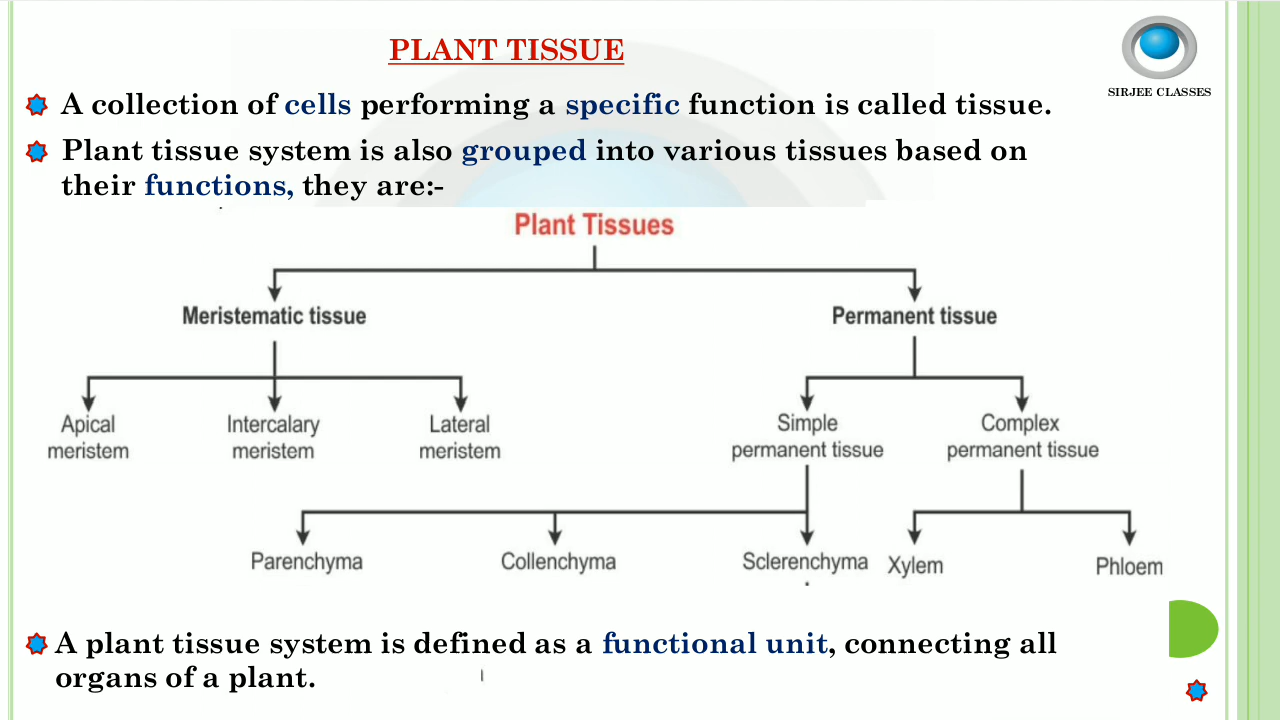 PLANT TISSUE
SIRJEE CLASSES
A collection of cells performing a specific function is called tissue.
Plant tissue system is also grouped into various tissues based on
their functions, they are:-
Plant Tissues
Meristematic tissue
Permanent tissue
Apical
meristem
Intercalary
meristem
Lateral
meristem
Simple
permanent tissue
Complex
permanent tissue
Parenchyma
Collenchyma
Sclerenchyma
Xylem
Phloem
A plant tissue system is defined as a functional unit, connecting all
organs of a plant.